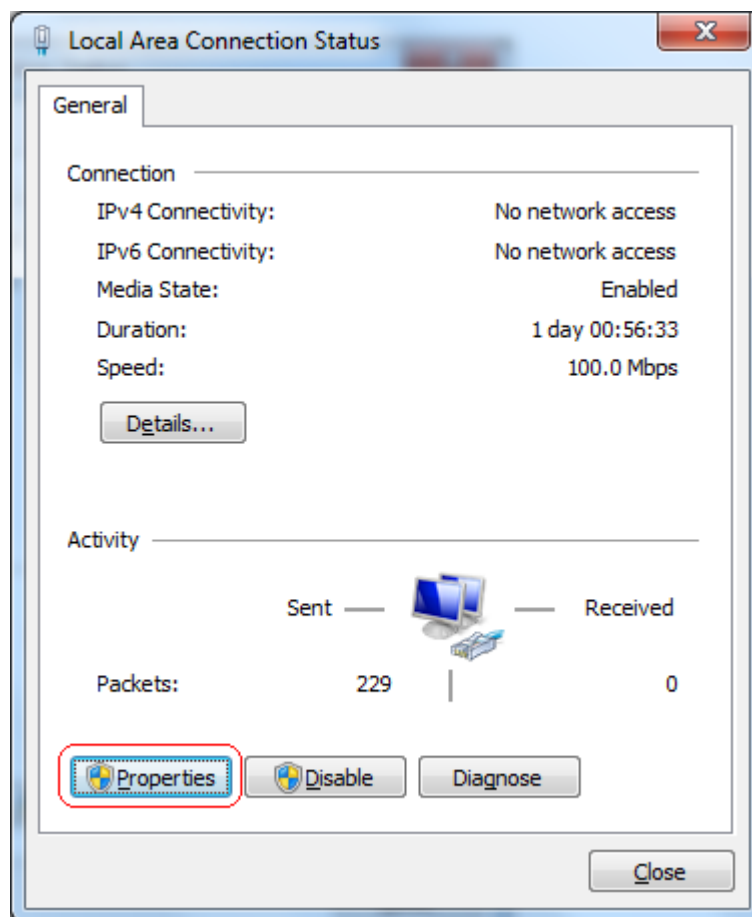 Local Area Connection Status
General
Connection
IPv4 Connectivity: No network access
IPv6 Connectivity: No network access
Media State: Enabled
Duration: 1 day 00:56:33
Speed: 100.0 Mbps
Details...
Activity
Sent Received
Packets: 229 0
Properties Disable Diagnose
Close